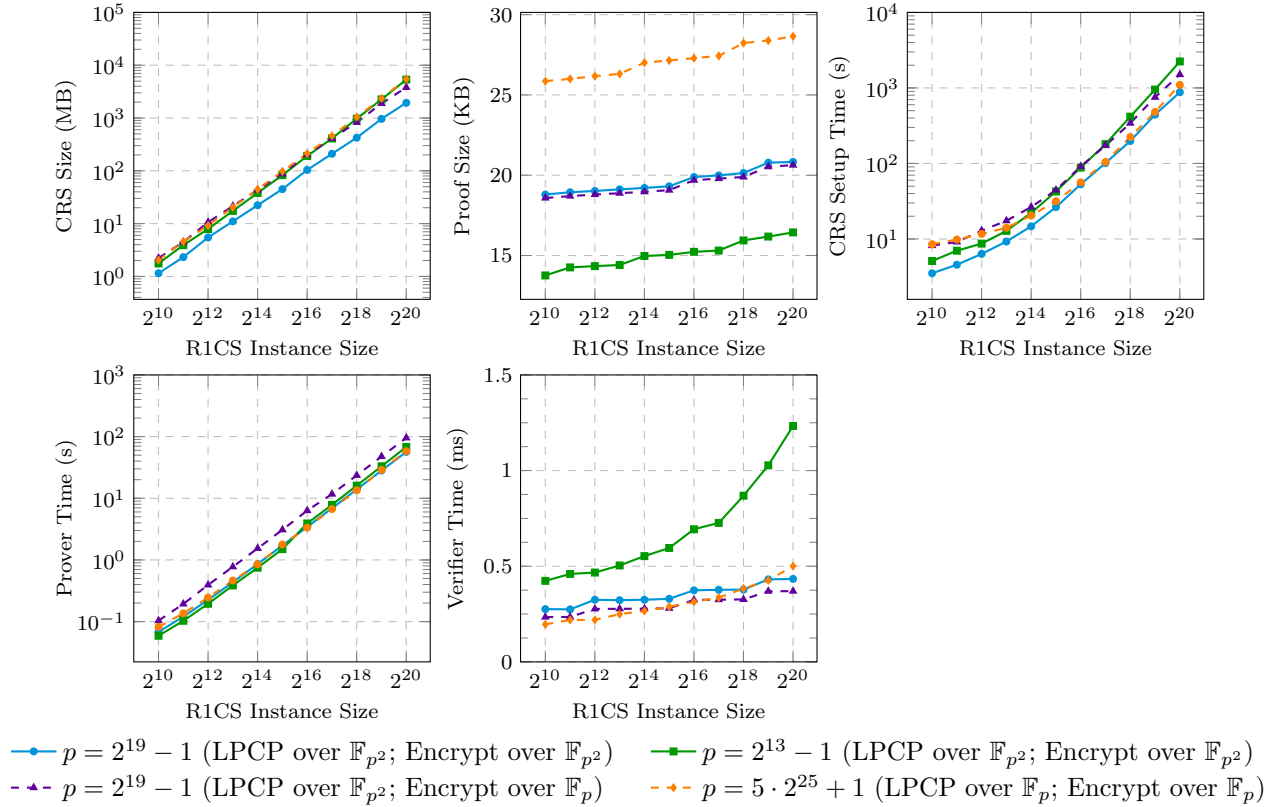 10^5
10^4
10^3
10^2
10^1
10^0
CRS Size (MB)
2^10 2^12 2^14 2^16 2^18 2^20
R1CS Instance Size
30
25
20
15
Proof Size (KB)
2^10 2^12 2^14 2^16 2^18 2^20
R1CS Instance Size
10^4
10^3
10^2
10^1
CRS Setup Time (s)
2^10 2^12 2^14 2^16 2^18 2^20
R1CS Instance Size
10^3
10^2
10^1
10^0
10^−1
Prover Time (s)
2^10 2^12 2^14 2^16 2^18 2^20
R1CS Instance Size
1.5
1
0.5
0
Verifier Time (ms)
2^10 2^12 2^14 2^16 2^18 2^20
R1CS Instance Size
p = 2^19 − 1 (LPCP over 𝔽_{p^2}; Encrypt over 𝔽_{p^2})
p = 2^13 − 1 (LPCP over 𝔽_{p^2}; Encrypt over 𝔽_{p^2})
p = 2^19 − 1 (LPCP over 𝔽_{p^2}; Encrypt over 𝔽_p)
p = 5 · 2^25 + 1 (LPCP over 𝔽_p; Encrypt over 𝔽_p)